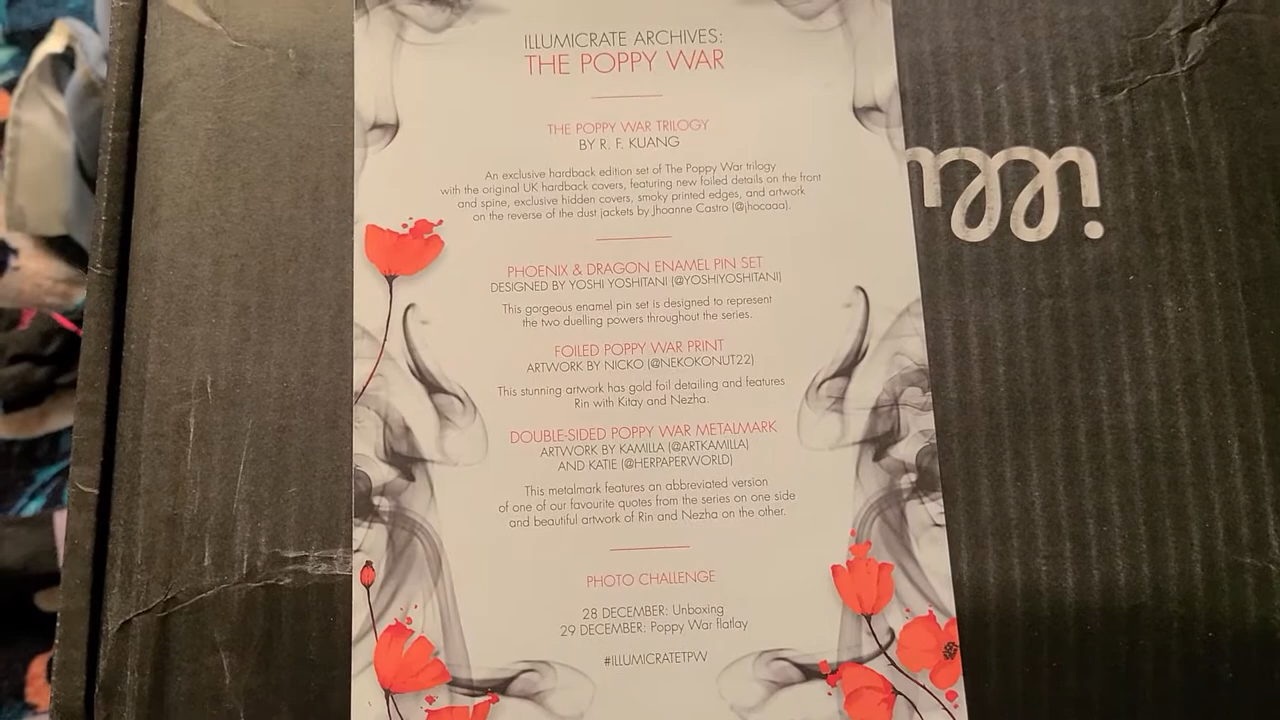 ILLUMICRATE ARCHIVES:
THE POPPY WAR
THE POPPY WAR TRILOGY
BY R. F. KUANG
An exclusive hardback edition set of The Poppy War trilogy
with the original UK hardback covers, featuring new foiled details on the front
and spine, exclusive hidden covers, smoky printed edges, and artwork
on the reverse of the dust jackets by Jhoanne Castro (@jhocaaa).
PHOENIX & DRAGON ENAMEL PIN SET
DESIGNED BY YOSHI YOSHITANI (@YOSHIYOSHITANI)
This gorgeous enamel pin set is designed to represent
the two duelling powers throughout the series.
FOILED POPPY WAR PRINT
ARTWORK BY NICKO (@NEKOKONUT22)
This stunning artwork has gold foil detailing and features
Rin with Kitay and Nezha.
DOUBLE-SIDED POPPY WAR METALMARK
ARTWORK BY KAMILLA (@ARTKAMILLA)
AND KATIE (@HERPAPERWORLD)
This metalmark features an abbreviated version
of one of our favourite quotes from the series on one side
and beautiful artwork of Rin and Nezha on the other.
PHOTO CHALLENGE
28 DECEMBER: Unboxing
29 DECEMBER: Poppy War flatlay
#ILLUMICRATETPW